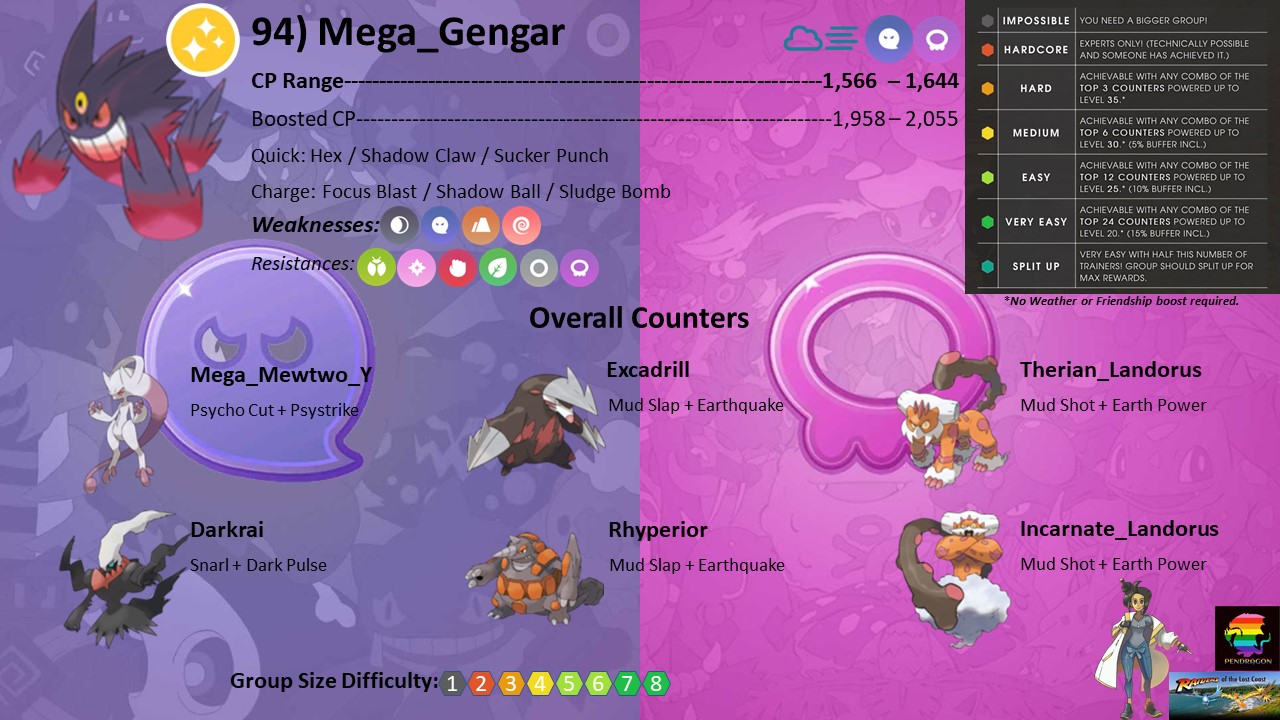 94) Mega_Gengar
CP Range---------------------------------------------------------------------1,566 – 1,644
Boosted CP---------------------------------------------------------------------1,958 – 2,055
Quick: Hex / Shadow Claw / Sucker Punch
Charge: Focus Blast / Shadow Ball / Sludge Bomb
Weaknesses:
Resistances:
IMPOSSIBLE YOU NEED A BIGGER GROUP!
HARDCORE EXPERTS ONLY! (TECHNICALLY POSSIBLE
AND SOMEONE HAS ACHIEVED IT.)
HARD ACHIEVABLE WITH ANY COMBO OF THE
TOP 3 COUNTERS POWERED UP TO
LEVEL 35.*
MEDIUM ACHIEVABLE WITH ANY COMBO OF THE
TOP 6 COUNTERS POWERED UP TO
LEVEL 30.* (5% BUFFER INCL.)
EASY ACHIEVABLE WITH ANY COMBO OF THE
TOP 12 COUNTERS POWERED UP TO
LEVEL 25.* (10% BUFFER INCL.)
VERY EASY ACHIEVABLE WITH ANY COMBO OF THE
TOP 24 COUNTERS POWERED UP TO
LEVEL 20.* (15% BUFFER INCL.)
SPLIT UP VERY EASY WITH HALF THIS NUMBER OF
TRAINERS! GROUP SHOULD SPLIT UP FOR
MAX REWARDS.
*No Weather or Friendship boost required.
Overall Counters
Mega_Mewtwo_Y
Psycho Cut + Psystrike
Excadrill
Mud Slap + Earthquake
Therian_Landorus
Mud Shot + Earth Power
Darkrai
Snarl + Dark Pulse
Rhyperior
Mud Slap + Earthquake
Incarnate_Landorus
Mud Shot + Earth Power
Group Size Difficulty: 1 2 3 4 5 6 7 8
PENDRAGON
RAIDERS of the Lost Coast